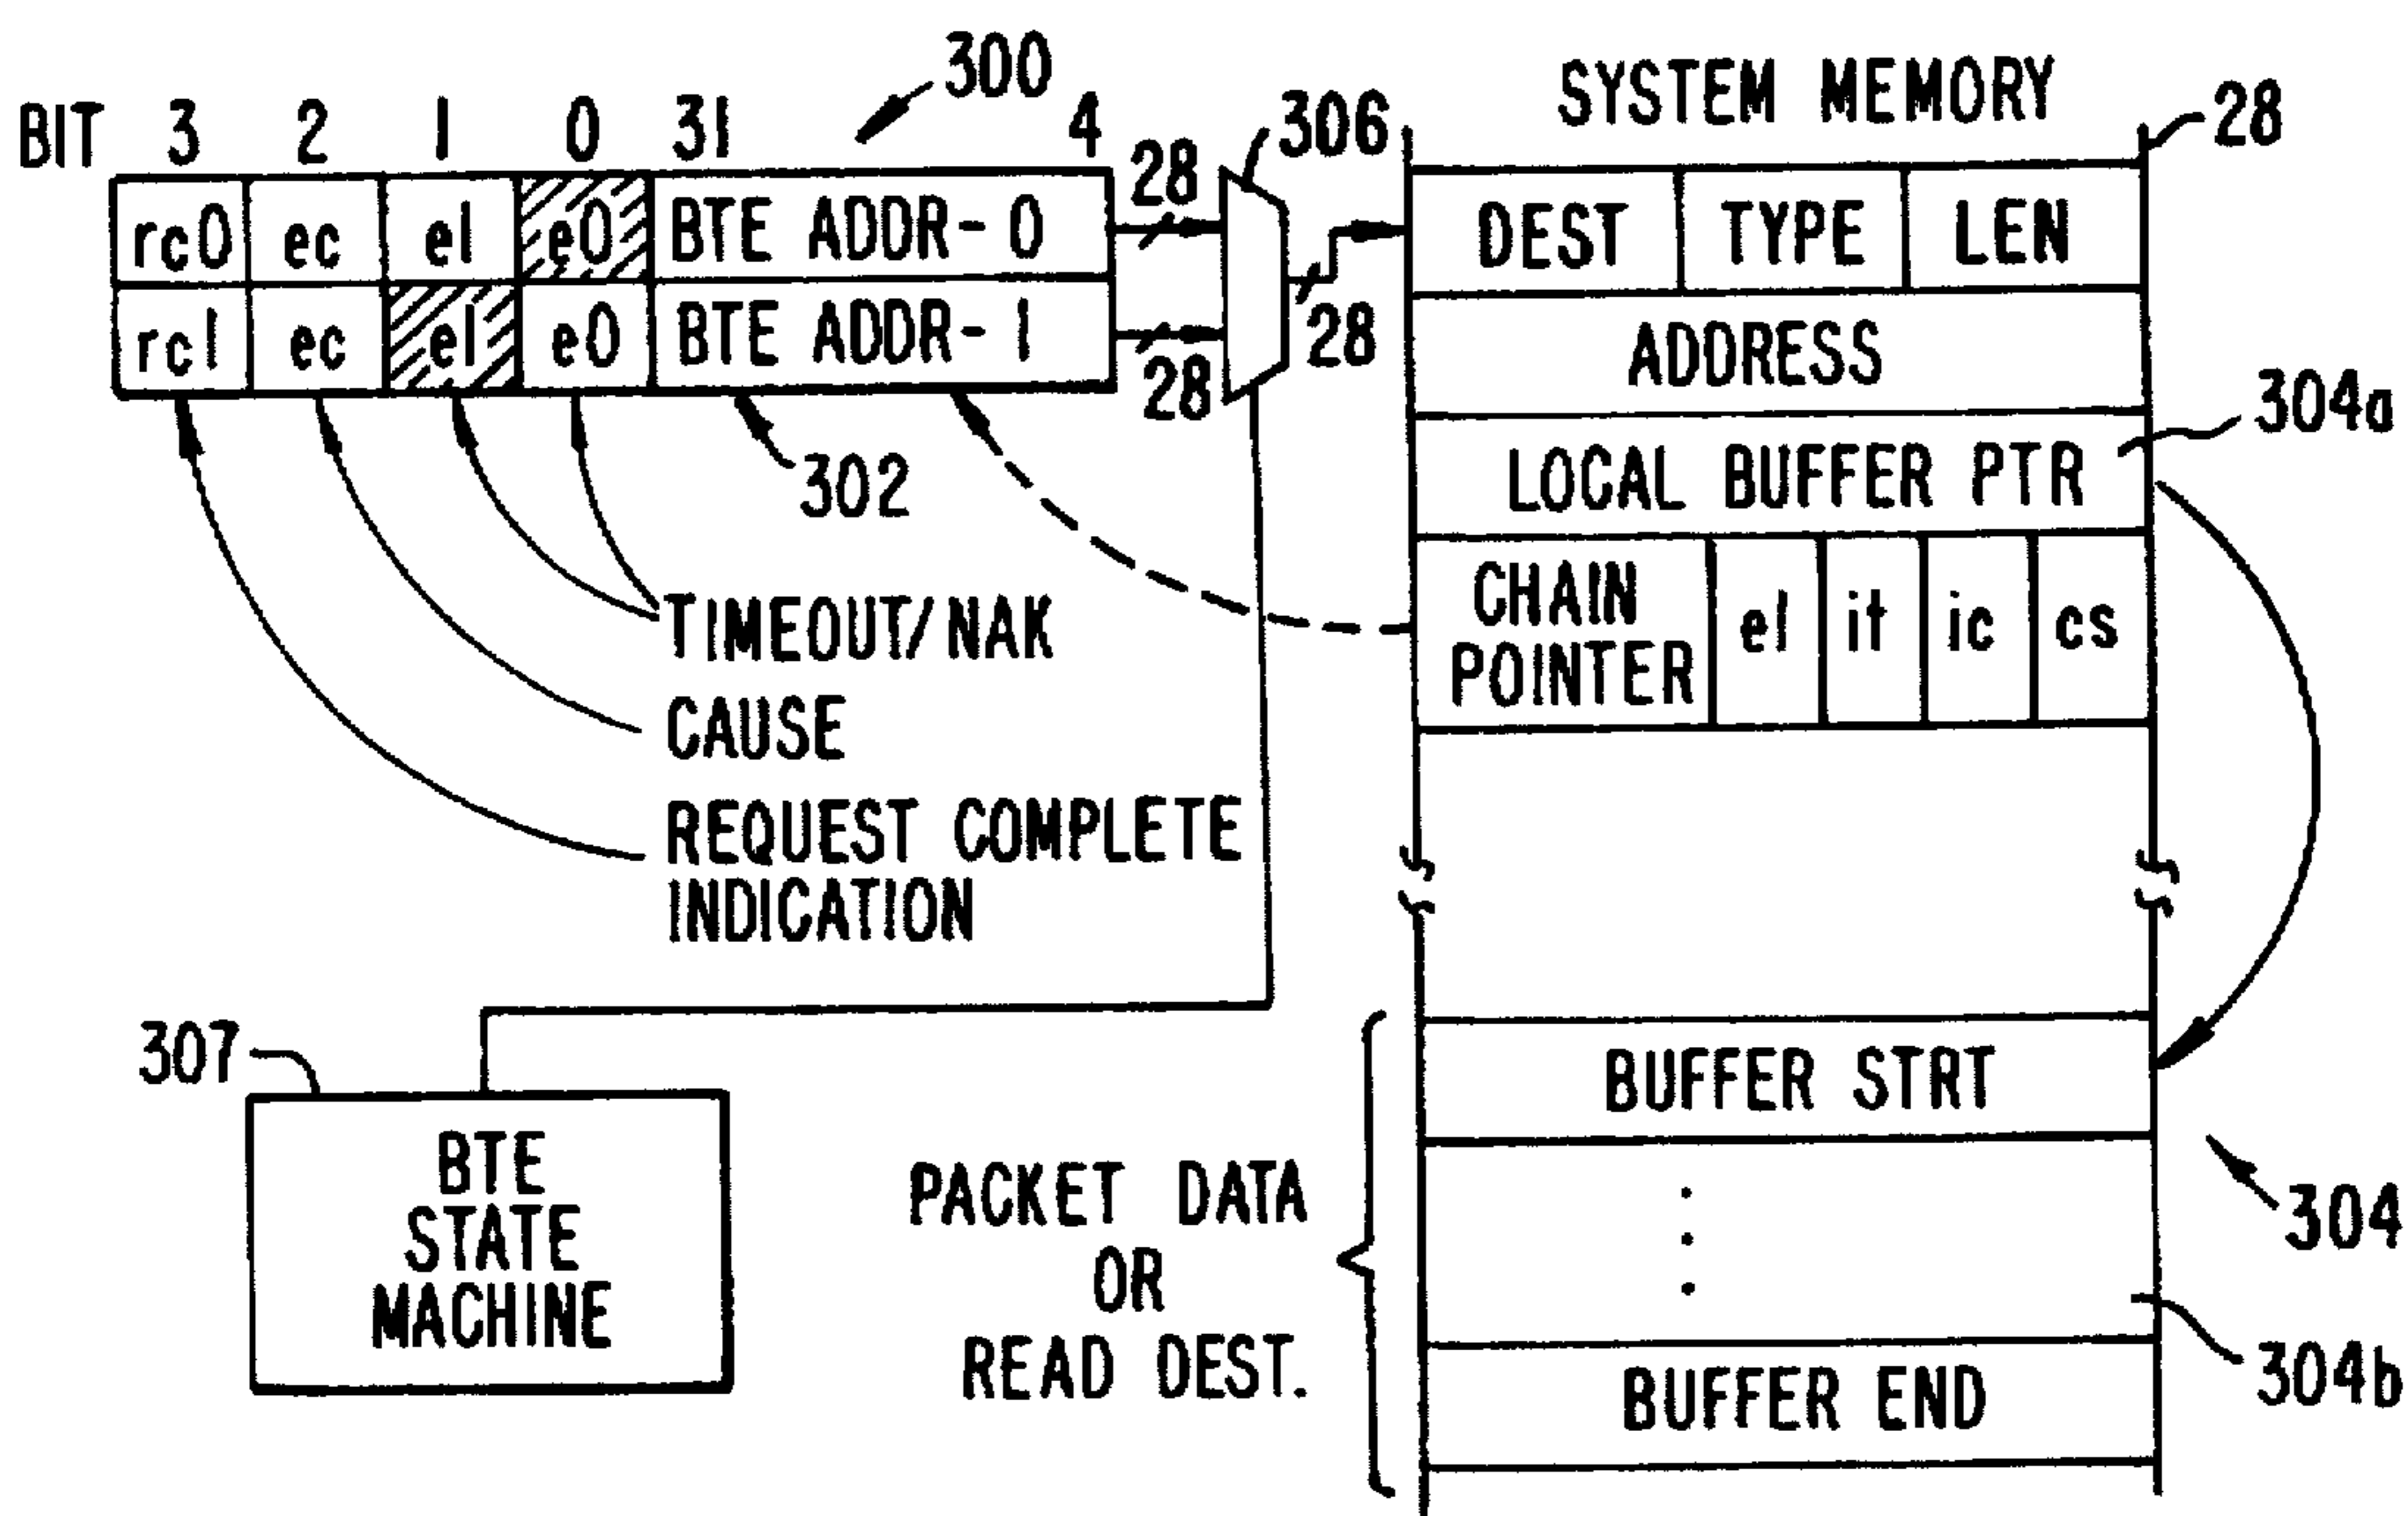 300
SYSTEM MEMORY
28
BIT 3 2 1 0 31 4
28
306
rc0 ec e1 e0 BTE ADDR-0
DEST TYPE LEN
rc1 ec e1 e0 BTE ADDR-1
28
28
ADDRESS
304a
302
LOCAL BUFFER PTR
TIMEOUT/NAK
CHAIN
POINTER
el it ic cs
CAUSE
REQUEST COMPLETE
INDICATION
307
BTE
STATE
MACHINE
BUFFER STRT
PACKET DATA
OR
READ DEST.
304
304b
BUFFER END